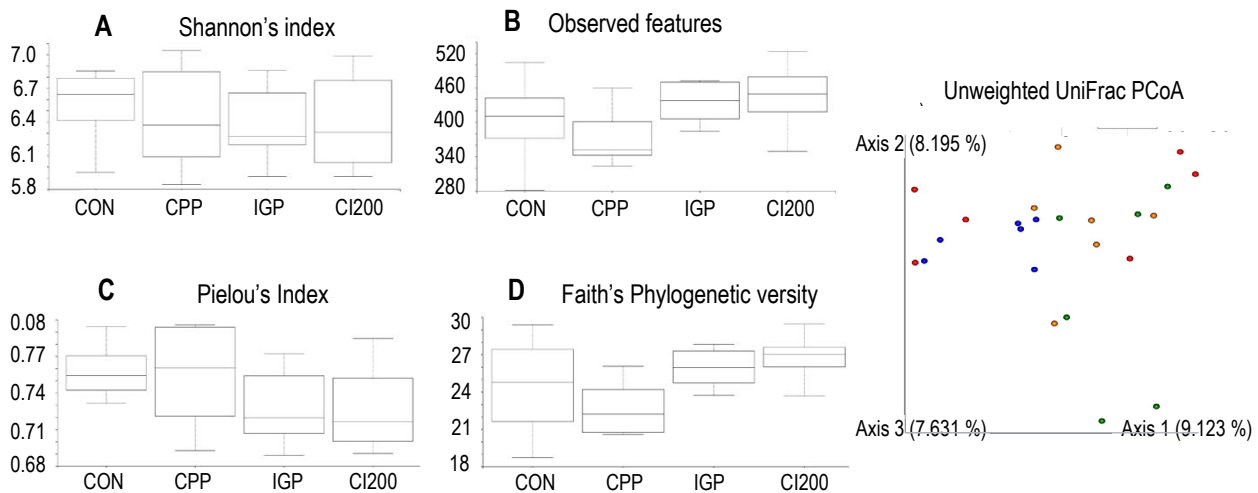 A Shannon's index
7.0
6.7
6.4
6.1
5.8
CON CPP IGP CI200
B Observed features
520
460
400
340
280
CON CPP IGP CI200
C Pielou's Index
0.08
0.77
0.74
0.71
0.68
CON CPP IGP CI200
D Faith's Phylogenetic versity
30
27
24
21
18
CON CPP IGP CI200
Unweighted UniFrac PCoA
Axis 2 (8.195 %)
Axis 3 (7.631 %) Axis 1 (9.123 %)